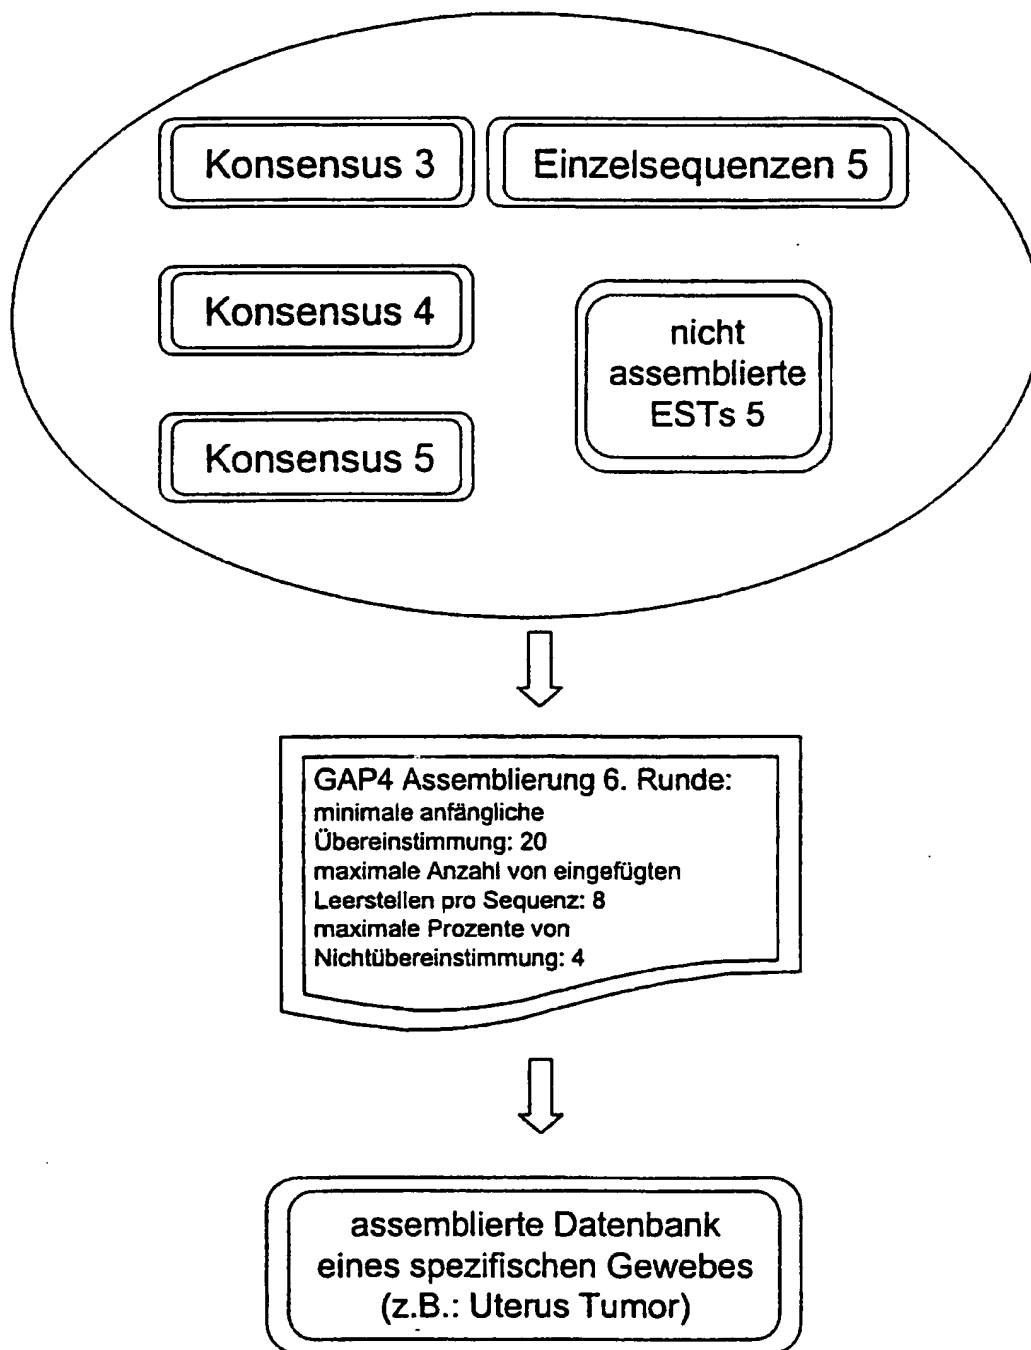 Konsensus 3
Einzelsequenzen 5
Konsensus 4
nicht
assemblierte
ESTs 5
Konsensus 5
GAP4 Assemblierung 6. Runde:
minimale anfängliche
Übereinstimmung: 20
maximale Anzahl von eingefügten
Leerstellen pro Sequenz: 8
maximale Prozente von
Nichtübereinstimmung: 4
assemblierte Datenbank
eines spezifischen Gewebes
(z.B.: Uterus Tumor)